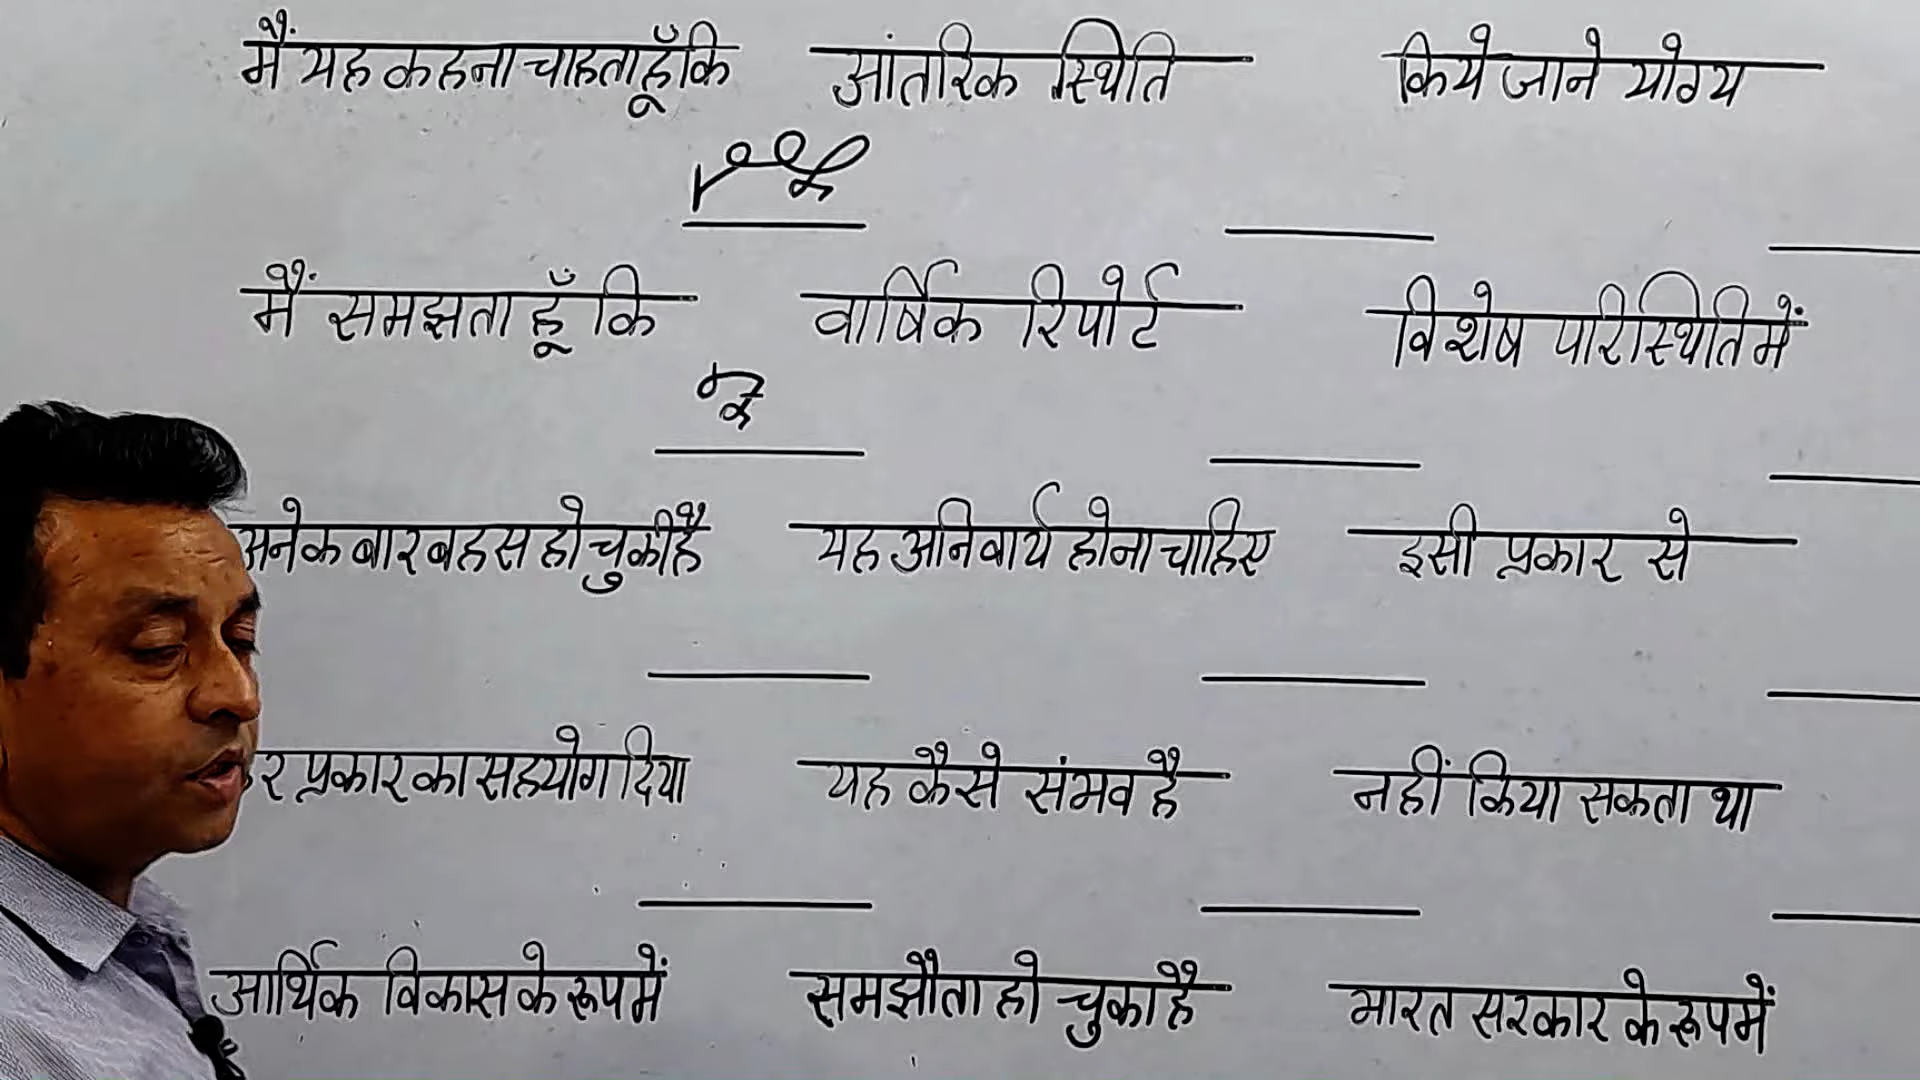 मैं यह कहना चाहता हूँ कि आंतरिक स्थिति किये जाने योग्य
मैं समझता हूँ कि वार्षिक रिपोर्ट विशेष परिस्थिति में
अनेक बार बहस हो चुकी है यह अनिवार्य होना चाहिए इसी प्रकार से
र प्रकार का सहयोग दिया यह कैसे संभव है नहीं किया सकता था
आर्थिक विकास के रूप में समझौता हो चुका है भारत सरकार के रूप में